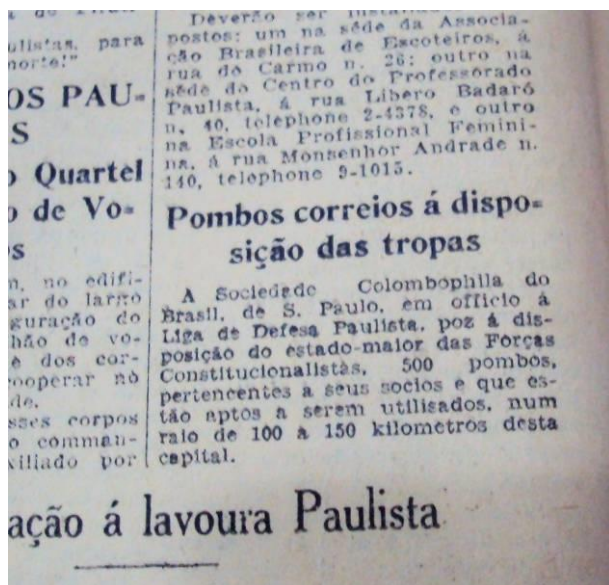 ulistas, para
morte!"
OS PAU-
S
Quartel
o de Vo-
os
n, no edifi-
ar do largo
guração do
hão de vo-
e dos cor-
cooperar no
de.
sses corpos
o comman-
xiliado por
Deverão ser
postos: um na séde da Associa-
ção Brasileira de Escoteiros, á
rua do Carmo n. 26; outro na
séde do Centro do Professorado
Paulista, á rua Libero Badaró
n. 40, telephone 2-4378, e outro
na Escola Profissional Femini-
na, á rua Monsenhor Andrade n.
140, telophone 9-1015.
Pombos correios á dispo-
sição das tropas
A Sociedade Colombophila do
Brasil, de S. Paulo, em officio á
Liga de Defesa Paulista, poz á dis-
posição do estado-maior das Forças
Constitucionalistas, 500 pombos,
pertencentes a seus socios e que es-
tão aptos a serem utilisados, num
raio de 100 a 150 kilometros desta
capital.
ação á lavoura Paulista